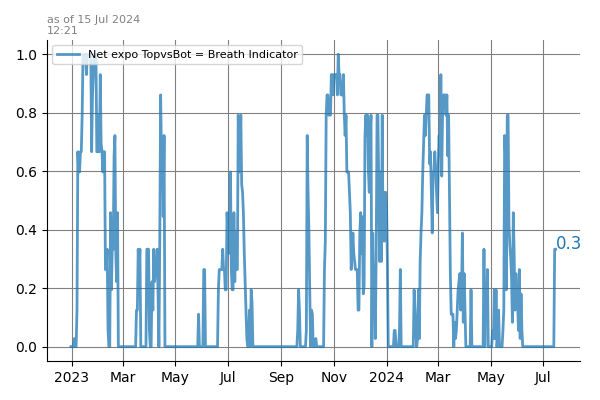 as of 15 Jul 2024
12:21
Net expo TopvsBot = Breath Indicator
1.0
0.8
0.6
0.4
0.3
0.2
0.0
2023 Mar May Jul Sep Nov 2024 Mar May Jul